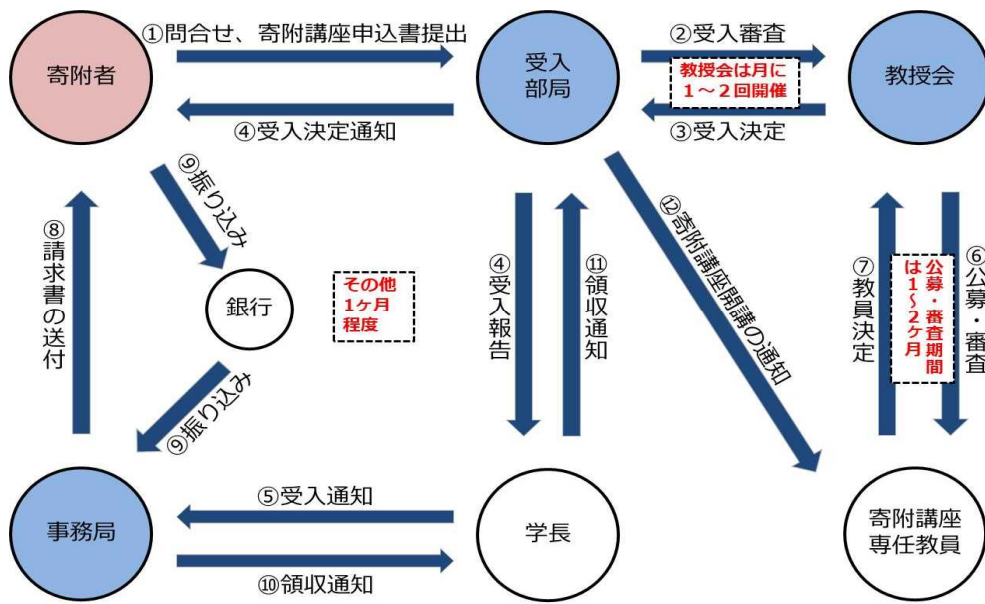 ①問合せ、寄附講座申込書提出
②受入審査
寄附者
受入
部局
教授会は月に
1～2回開催
教授会
④受入決定通知
③受入決定
⑨振り込み
⑧請求書の送付
銀行
その他
1ヶ月
程度
④受入報告
⑪領収通知
⑫寄附講座開講の通知
⑦教員決定
公募・審査期間
は1～2ヶ月
⑥公募・審査
⑨振り込み
事務局
⑤受入通知
⑩領収通知
学長
寄附講座
専任教員